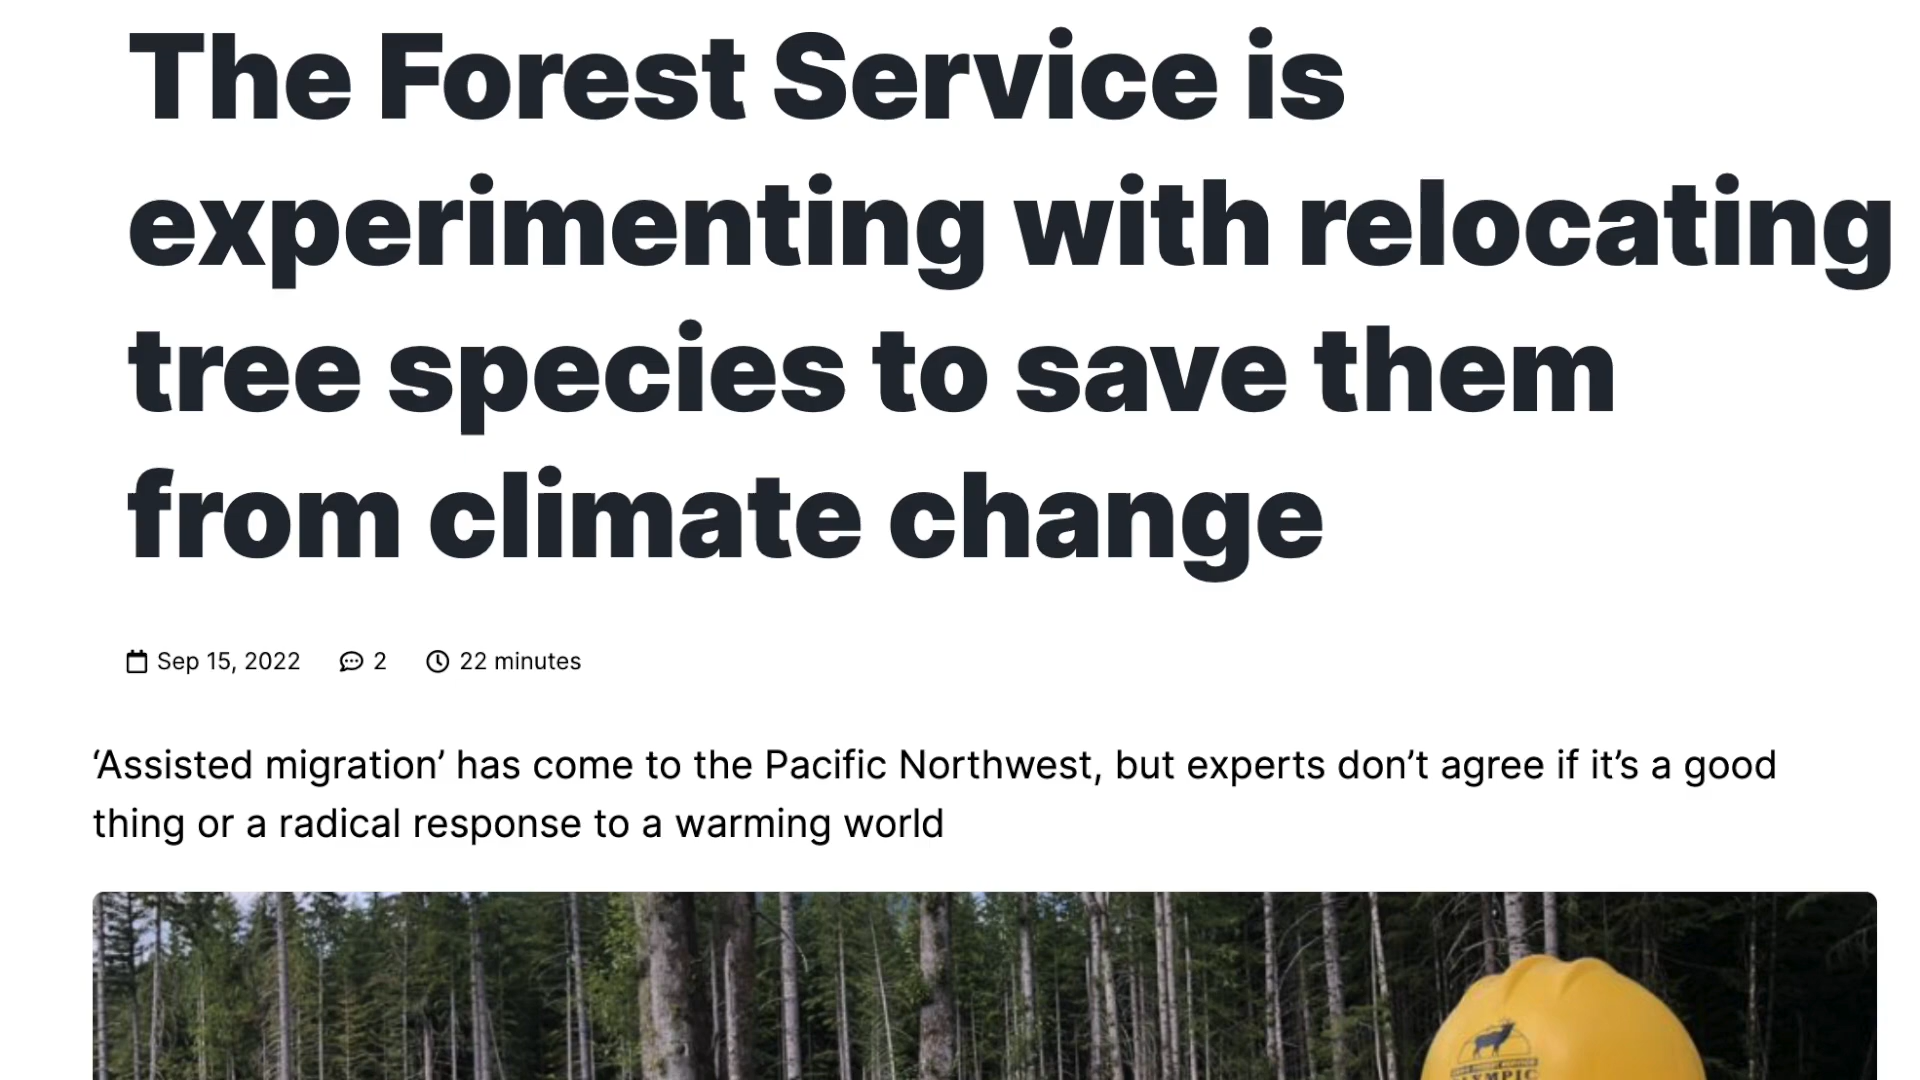 The Forest Service is
experimenting with relocating
tree species to save them
from climate change
Sep 15, 2022 2 22 minutes
‘Assisted migration’ has come to the Pacific Northwest, but experts don’t agree if it’s a good
thing or a radical response to a warming world